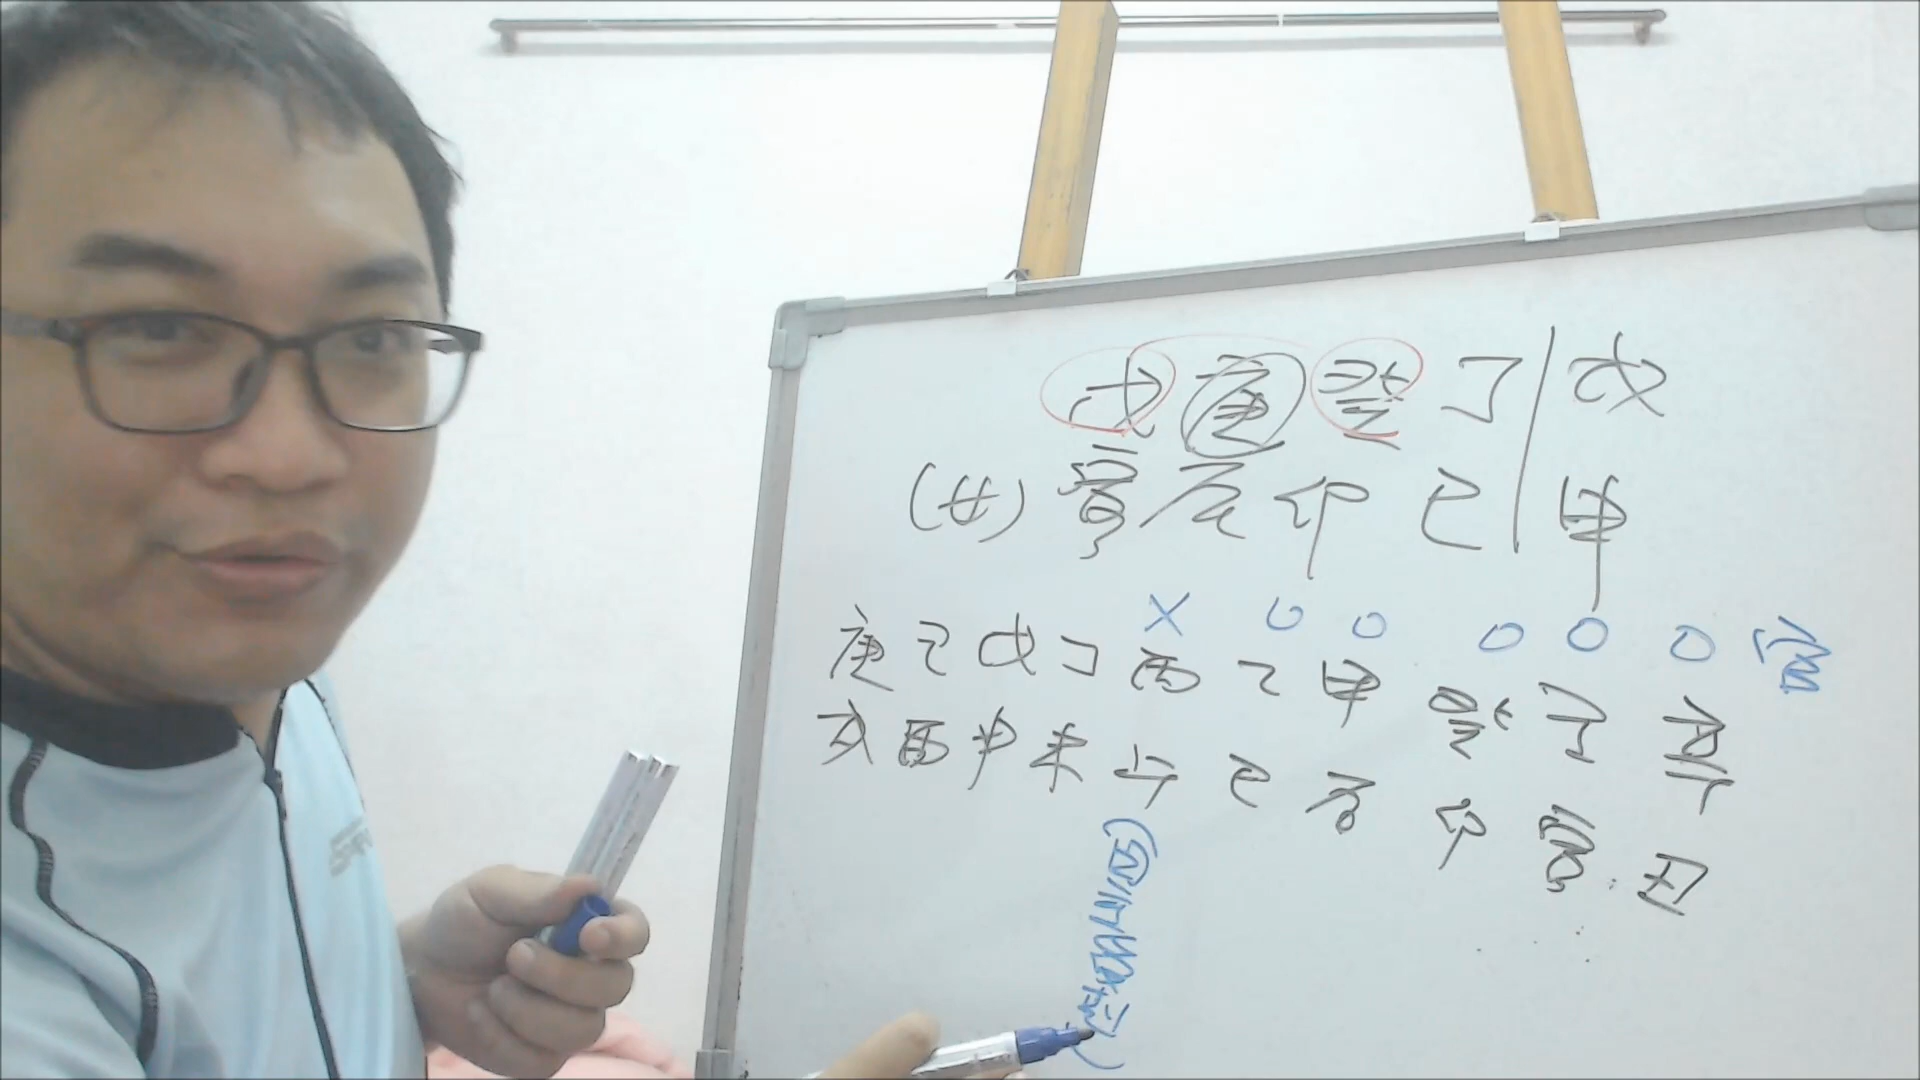 戊庚癸丁 戊
(女) 寅辰卯巳 申
X O O O O O
庚己戊丁丙乙甲癸壬辛
戌酉申未午巳辰卯寅丑